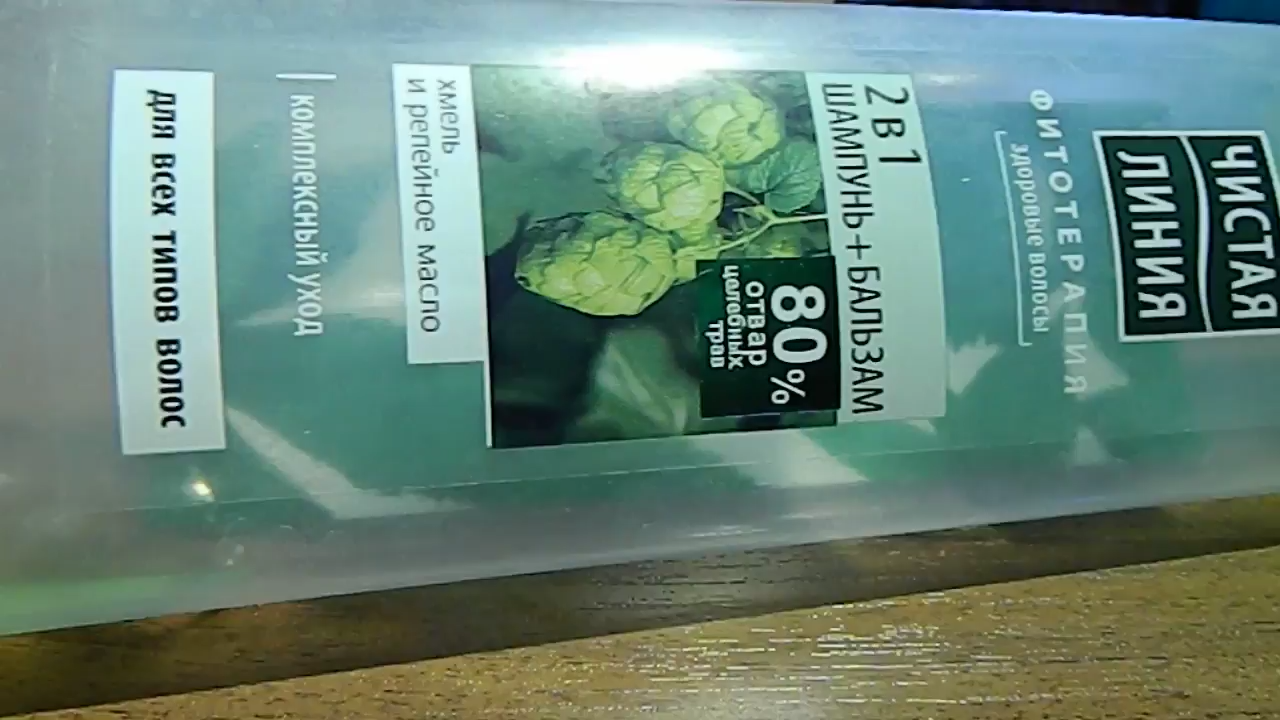 ЧИСТАЯ
ЛИНИЯ
ФИТОТЕРАПИЯ
здоровые волосы
2 В 1
ШАМПУНЬ+БАЛЬЗАМ
80%
отвар
целебных
трав
хмель
и репейное масло
комплексный уход
для всех типов волос